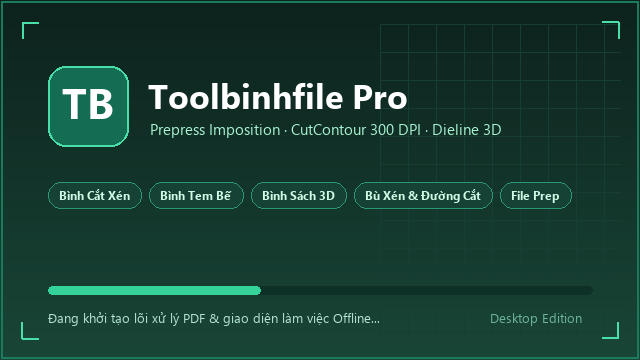 TB
Toolbinhfile Pro
Prepress Imposition · CutContour 300 DPI · Dieline 3D
Bình Cắt Xén
Bình Tem Bế
Bình Sách 3D
Bù Xén & Đường Cắt
File Prep
Đang khởi tạo lõi xử lý PDF & giao diện làm việc Offline...
Desktop Edition